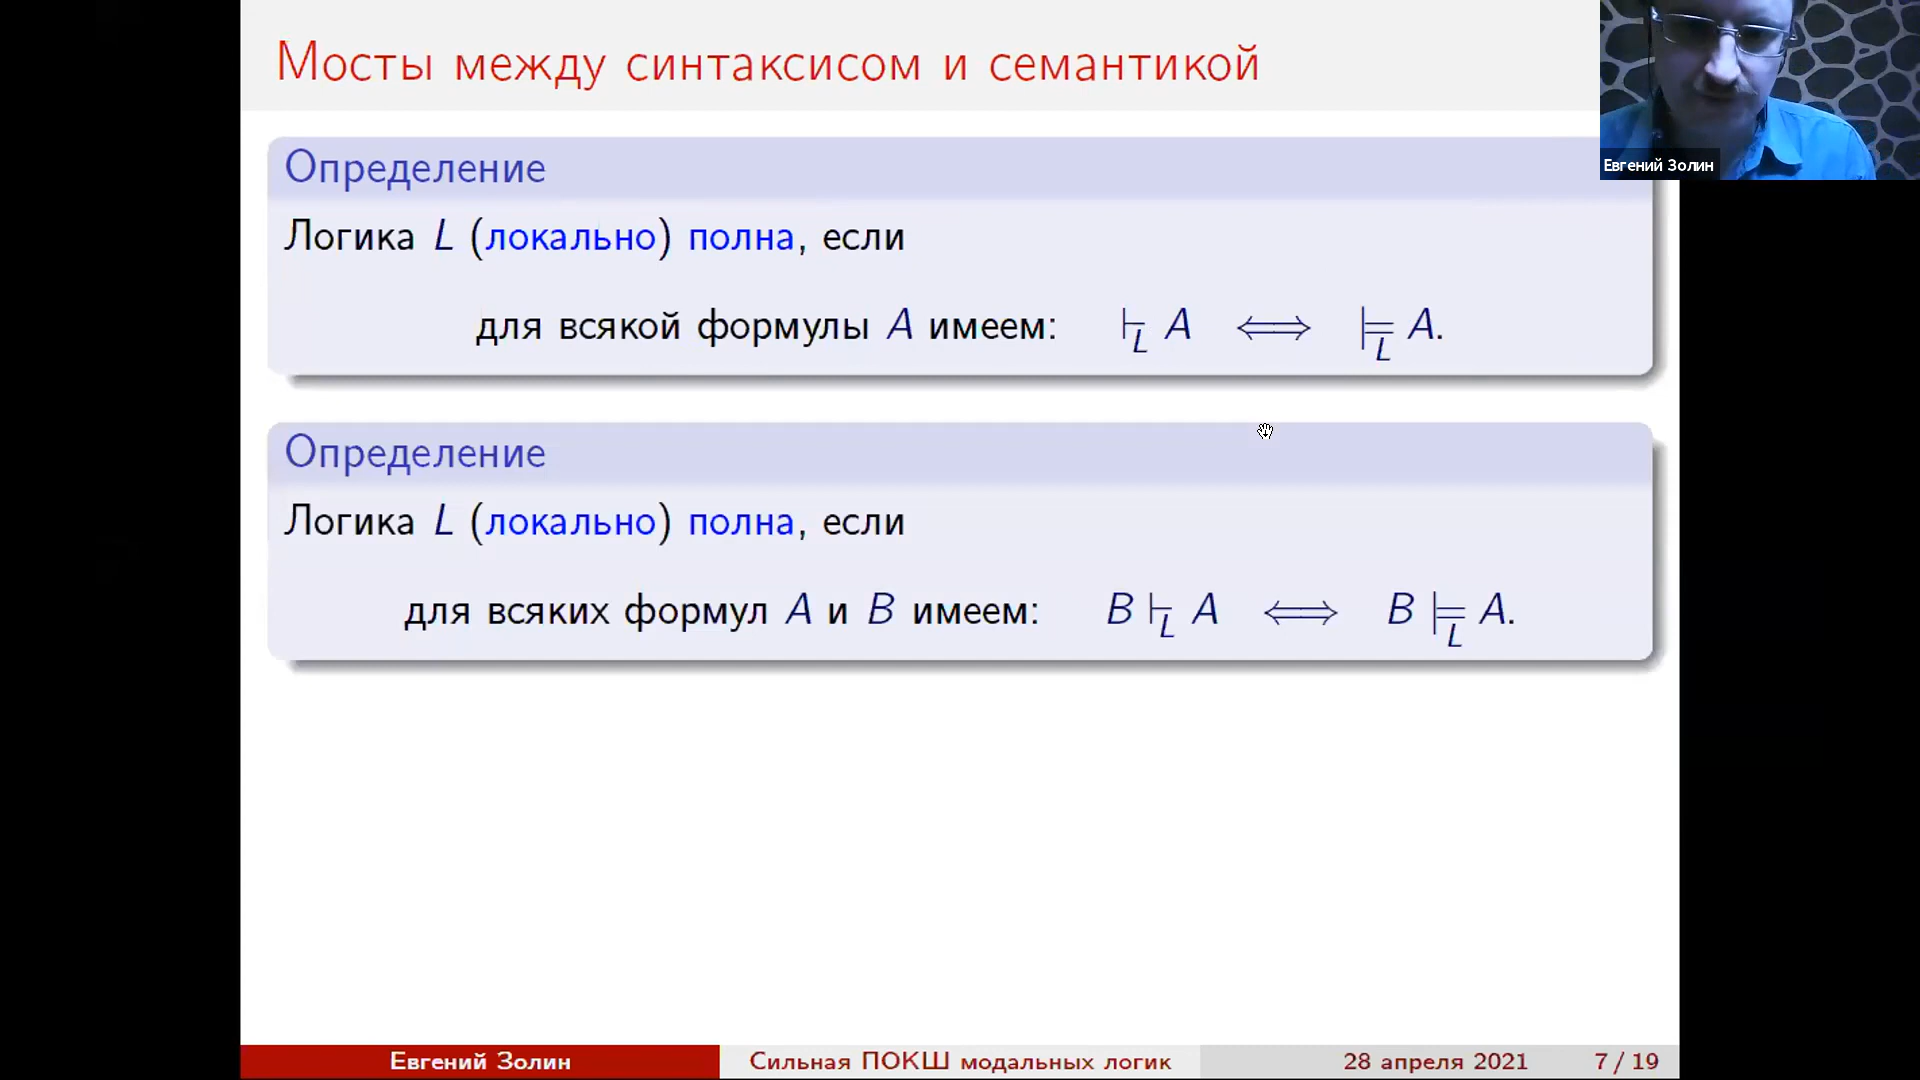 Мосты между синтаксисом и семантикой
Евгений Золин
Определение
Логика L (локально) полна, если
для всякой формулы A имеем: ⊢_L A ⟺ ⊨_L A.
Определение
Логика L (локально) полна, если
для всяких формул A и B имеем: B ⊢_L A ⟺ B ⊨_L A.
Евгений Золин Сильная ПОКШ модальных логик 28 апреля 2021 7 / 19